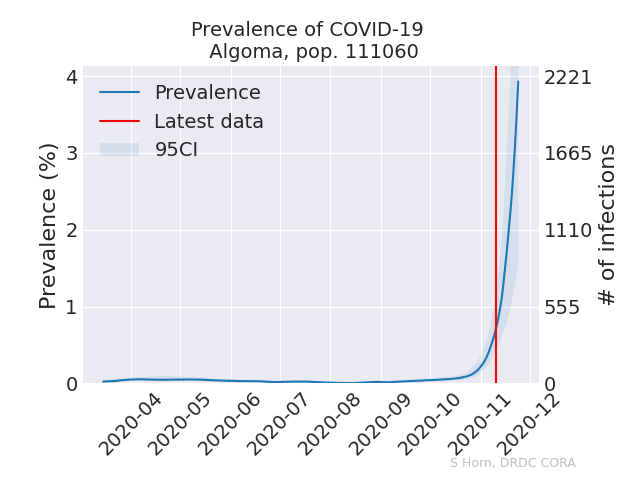 Prevalence of COVID-19
Algoma, pop. 111060
Prevalence
Latest data
95CI
Prevalence (%)
4
3
2
1
0
2221
1665
1110
555
0
# of infections
2020-04
2020-05
2020-06
2020-07
2020-08
2020-09
2020-10
2020-11
2020-12
S Horn, DRDC CORA